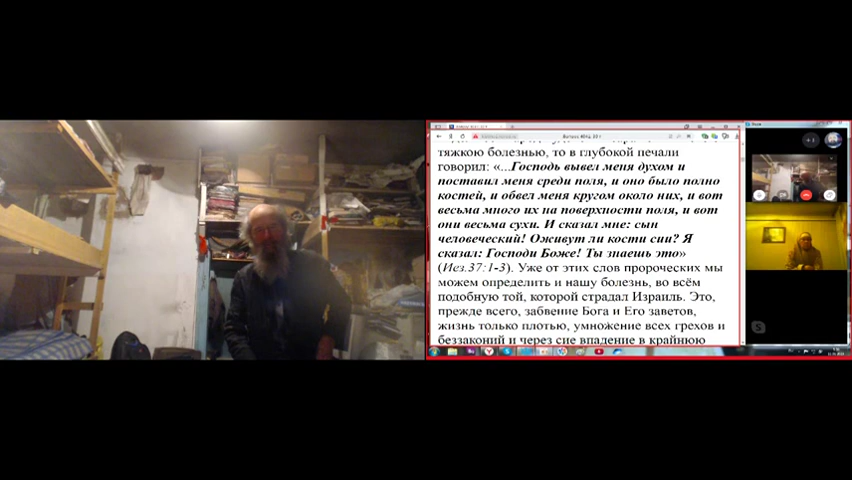 тяжкою болезнью, то в глубокой печали
говорил: «...Господь вывел меня духом и
поставил меня среди поля, и оно было полно
костей, и обвел меня кругом около них, и вот
весьма много их на поверхности поля, и вот
они весьма сухи. И сказал мне: сын
человеческий! Оживут ли кости сии? Я
сказал: Господи Боже! Ты знаешь это»
(Иез.37:1-3). Уже от этих слов пророческих мы
можем определить и нашу болезнь, во всём
подобную той, которой страдал Израиль. Это,
прежде всего, забвение Бога и Его заветов,
жизнь только плотью, умножение всех грехов и
беззаконий и через сие впадение в крайнюю